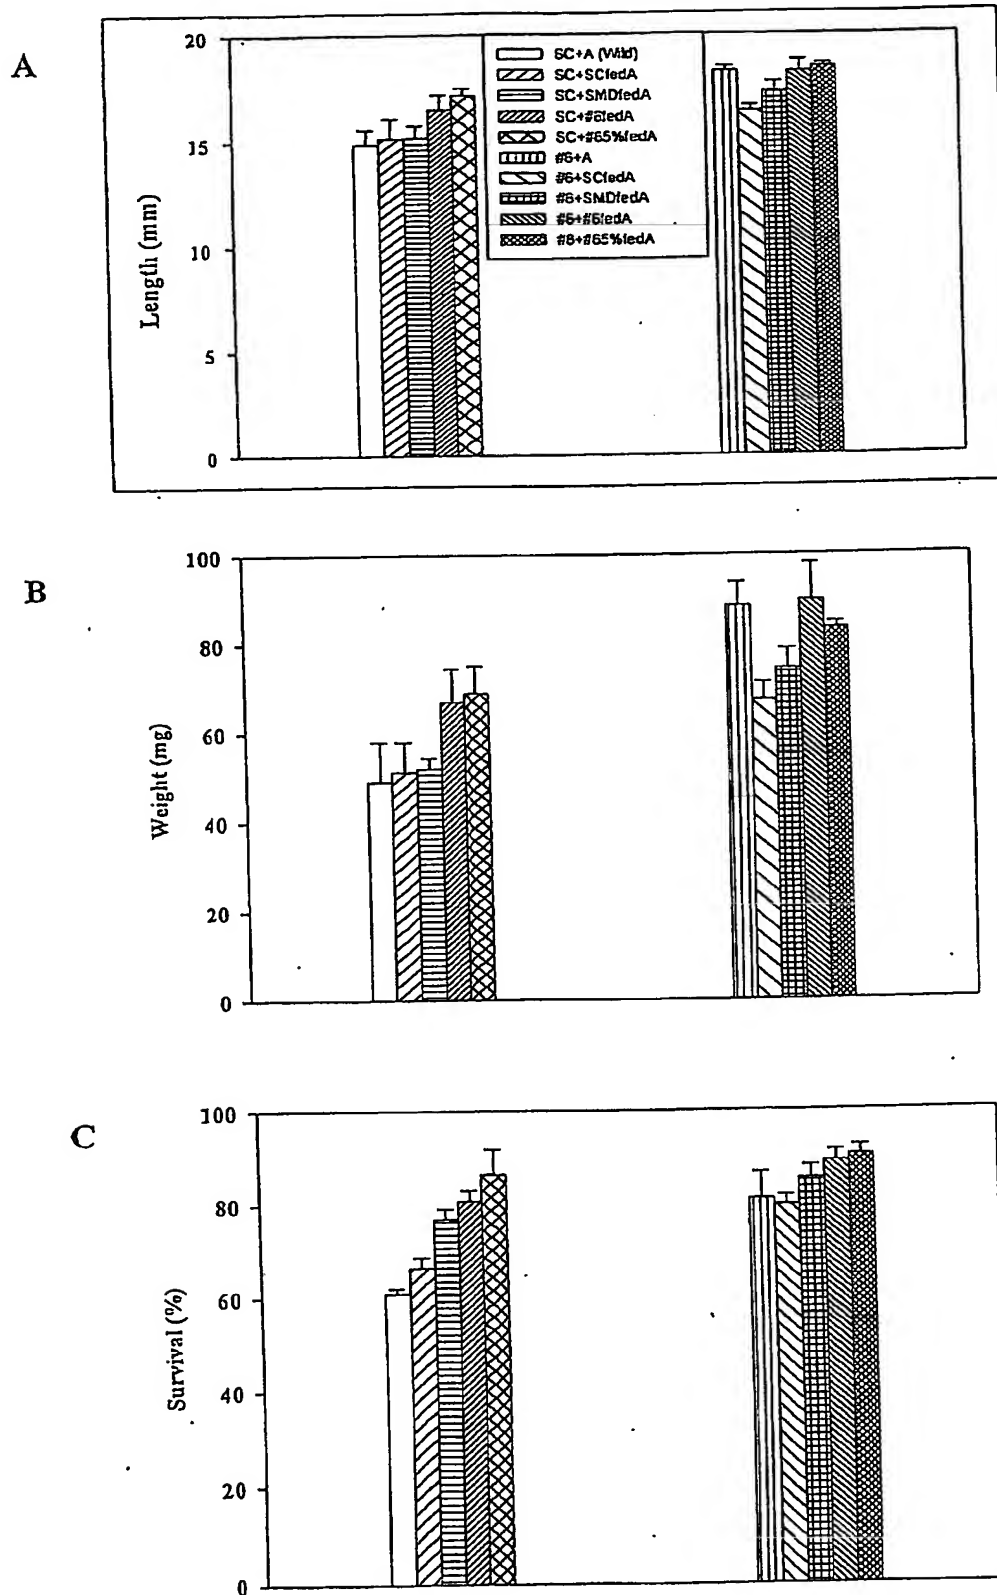 A
20
15
10
5
0
Length (mm)
SC+A (Wild)
SC+SCfedA
SC+SMDfedA
SC+#6fedA
SC+#65%fedA
#6+A
#6+SCfedA
#6+SMDfedA
#6+#6fedA
#6+#65%fedA
B
100
80
60
40
20
0
Weight (mg)
C
100
80
60
40
20
0
Survival (%)